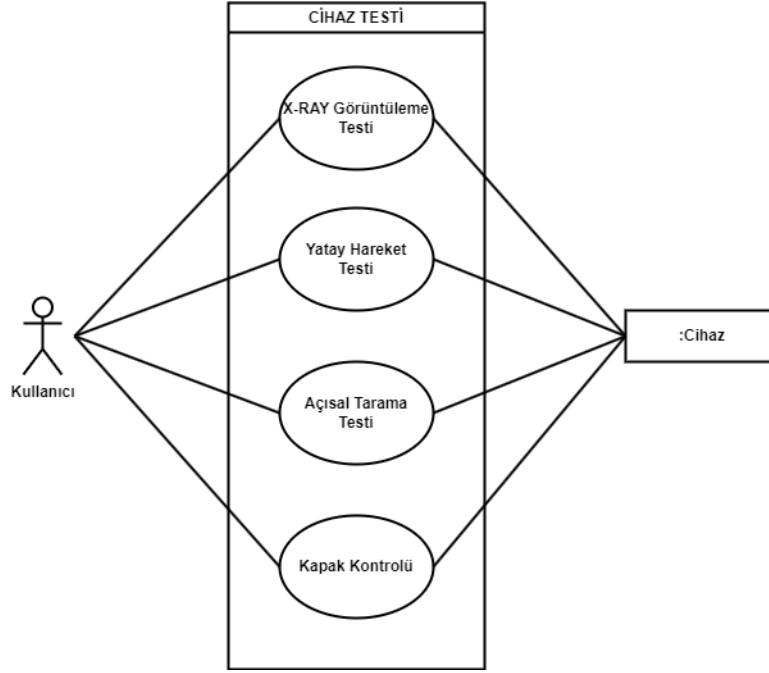 CİHAZ TESTİ
X-RAY Görüntüleme
Testi
Yatay Hareket
Testi
Açısal Tarama
Testi
Kapak Kontrolü
Kullanıcı
:Cihaz